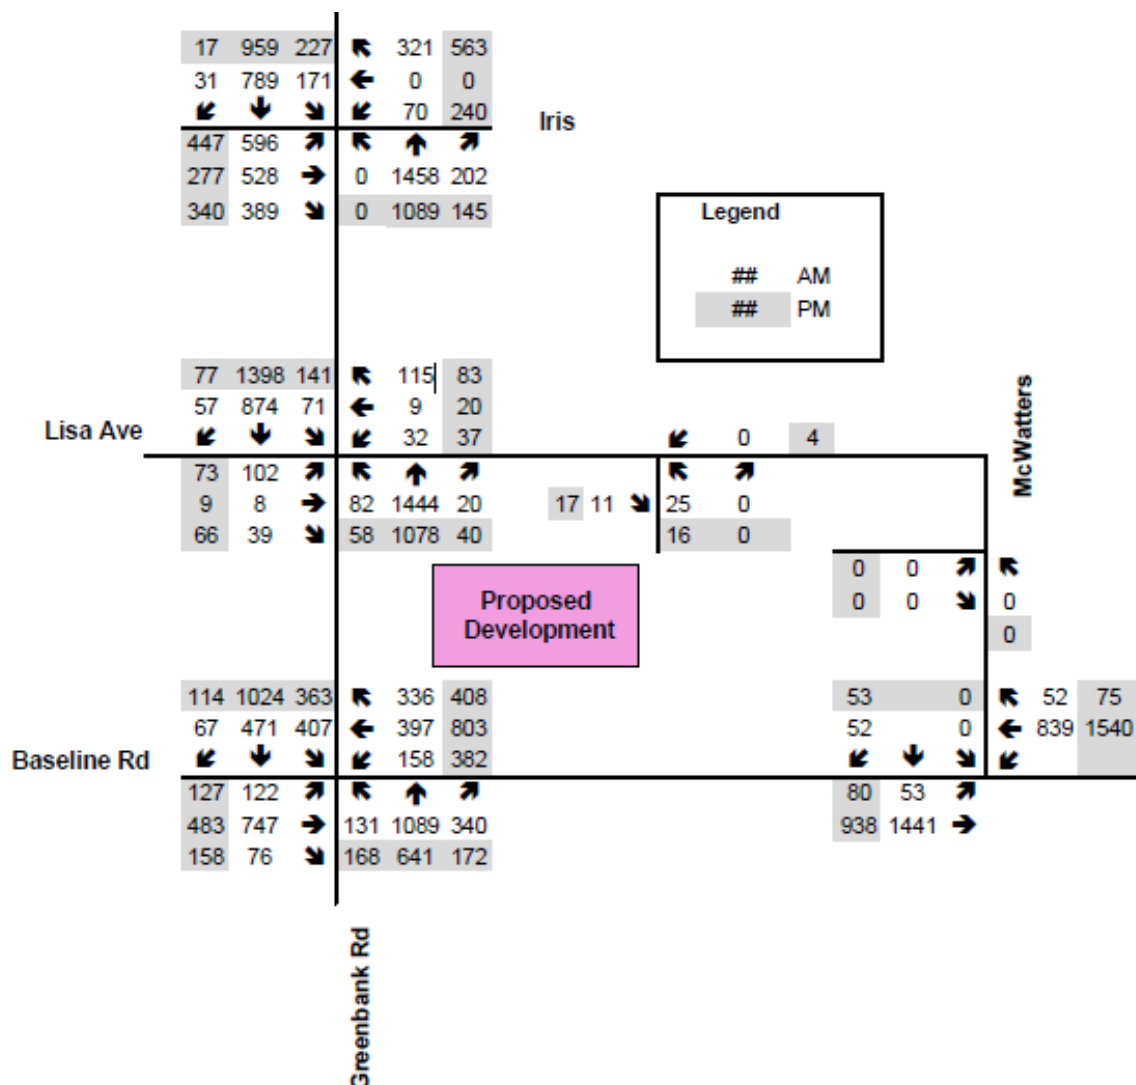 17 959 227 321 563
31 789 171 0 0
70 240
Iris
447 596
277 528 0 1458 202
340 389 0 1089 145
Legend
## AM
## PM
77 1398 141 115 83
57 874 71 9 20
Lisa Ave
32 37
0 4
McWatters
73 102
9 8 82 1444 20
17 11 25 0
66 39 58 1078 40
16 0
0 0
0 0 0
0
Proposed
Development
114 1024 363 336 408
53 0 52 75
67 471 407 397 803
52 0 839 1540
Baseline Rd
158 382
127 122
80 53
483 747 131 1089 340
938 1441
158 76 168 641 172
Greenbank Rd